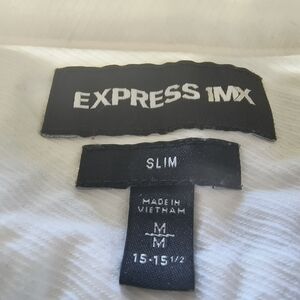 EXPRESS 1MX
SLIM
MADE IN
VIETNAM
M
M
15-15 1/2